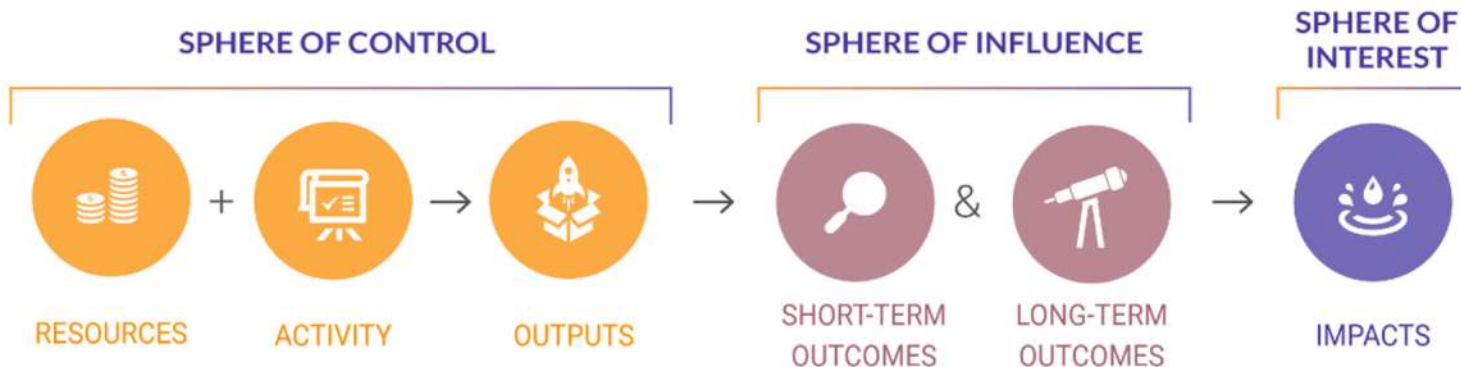 SPHERE OF CONTROL
SPHERE OF INFLUENCE
SPHERE OF
INTEREST
$
$
+
→
→
&
→
RESOURCES
ACTIVITY
OUTPUTS
SHORT-TERM
OUTCOMES
LONG-TERM
OUTCOMES
IMPACTS